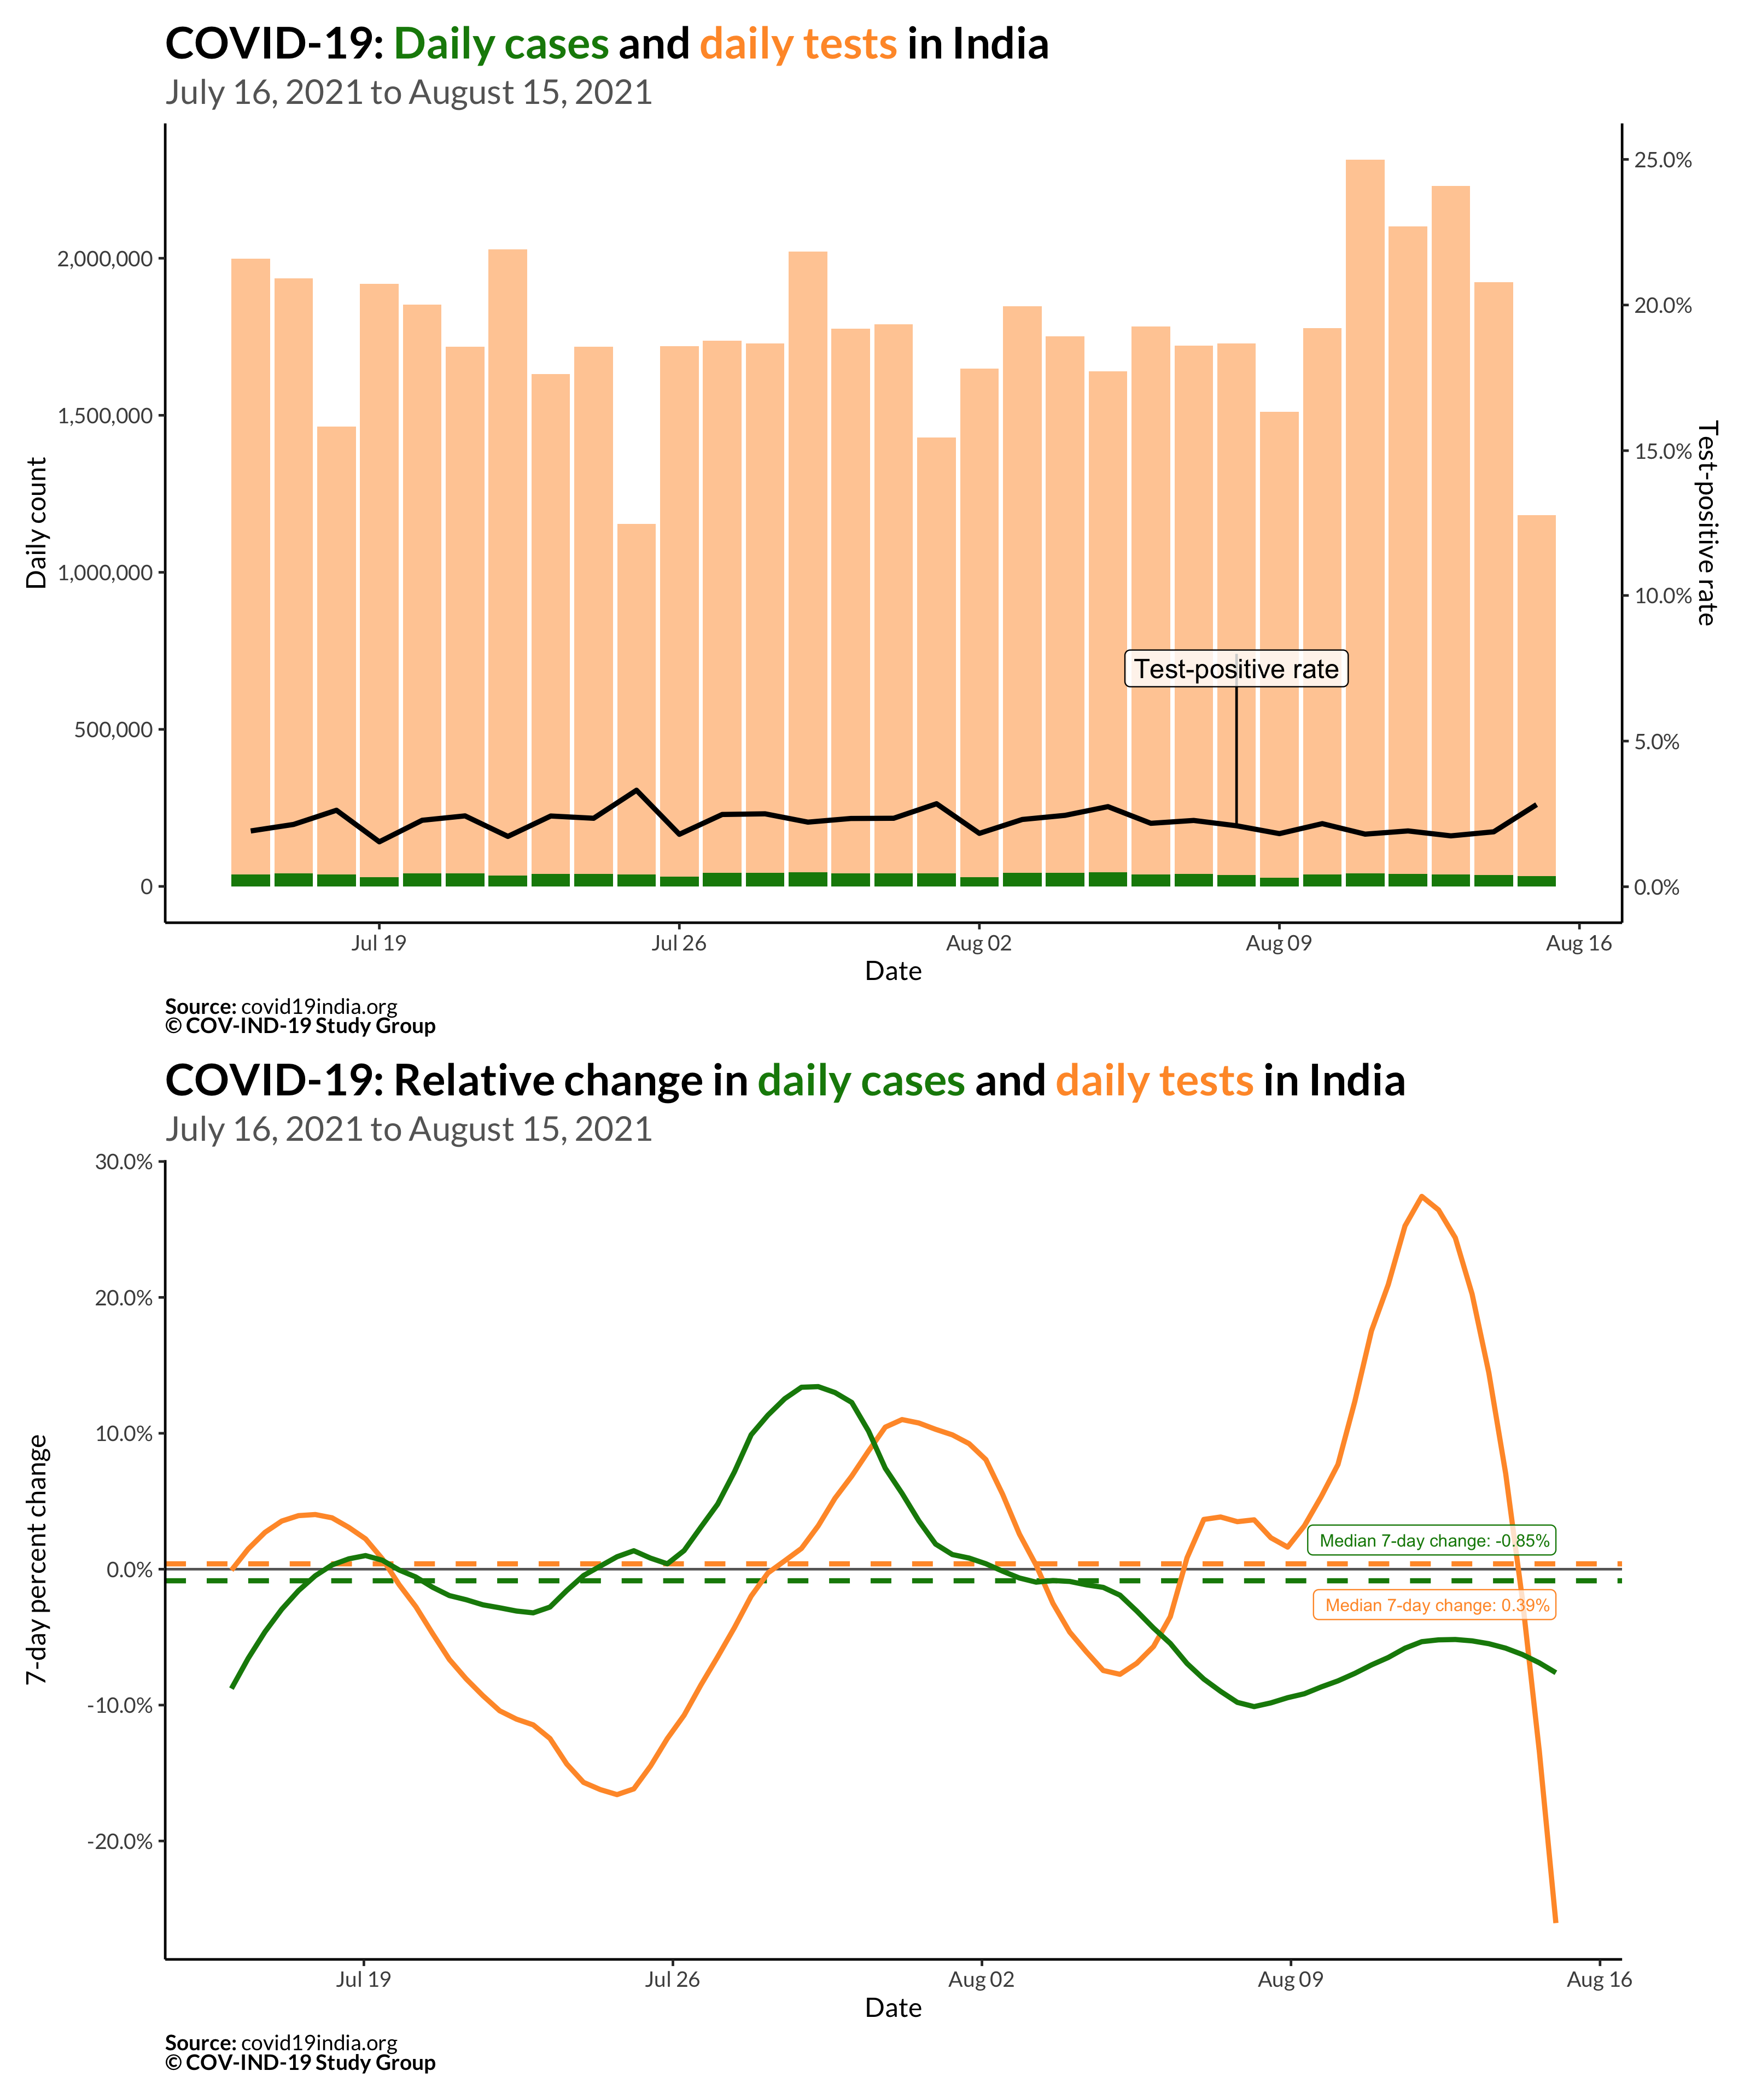 COVID-19: Daily cases and daily tests in India
July 16, 2021 to August 15, 2021
25.0%
2,000,000
20.0%
1,500,000
15.0%
Daily count
Test-positive rate
1,000,000
10.0%
Test-positive rate
500,000
5.0%
0
0.0%
Jul 19
Jul 26
Aug 02
Aug 09
Aug 16
Date
Source: covid19india.org
© COV-IND-19 Study Group
COVID-19: Relative change in daily cases and daily tests in India
July 16, 2021 to August 15, 2021
30.0%
20.0%
10.0%
7-day percent change
Median 7-day change: -0.85%
0.0%
Median 7-day change: 0.39%
-10.0%
-20.0%
Jul 19
Jul 26
Aug 02
Aug 09
Aug 16
Date
Source: covid19india.org
© COV-IND-19 Study Group